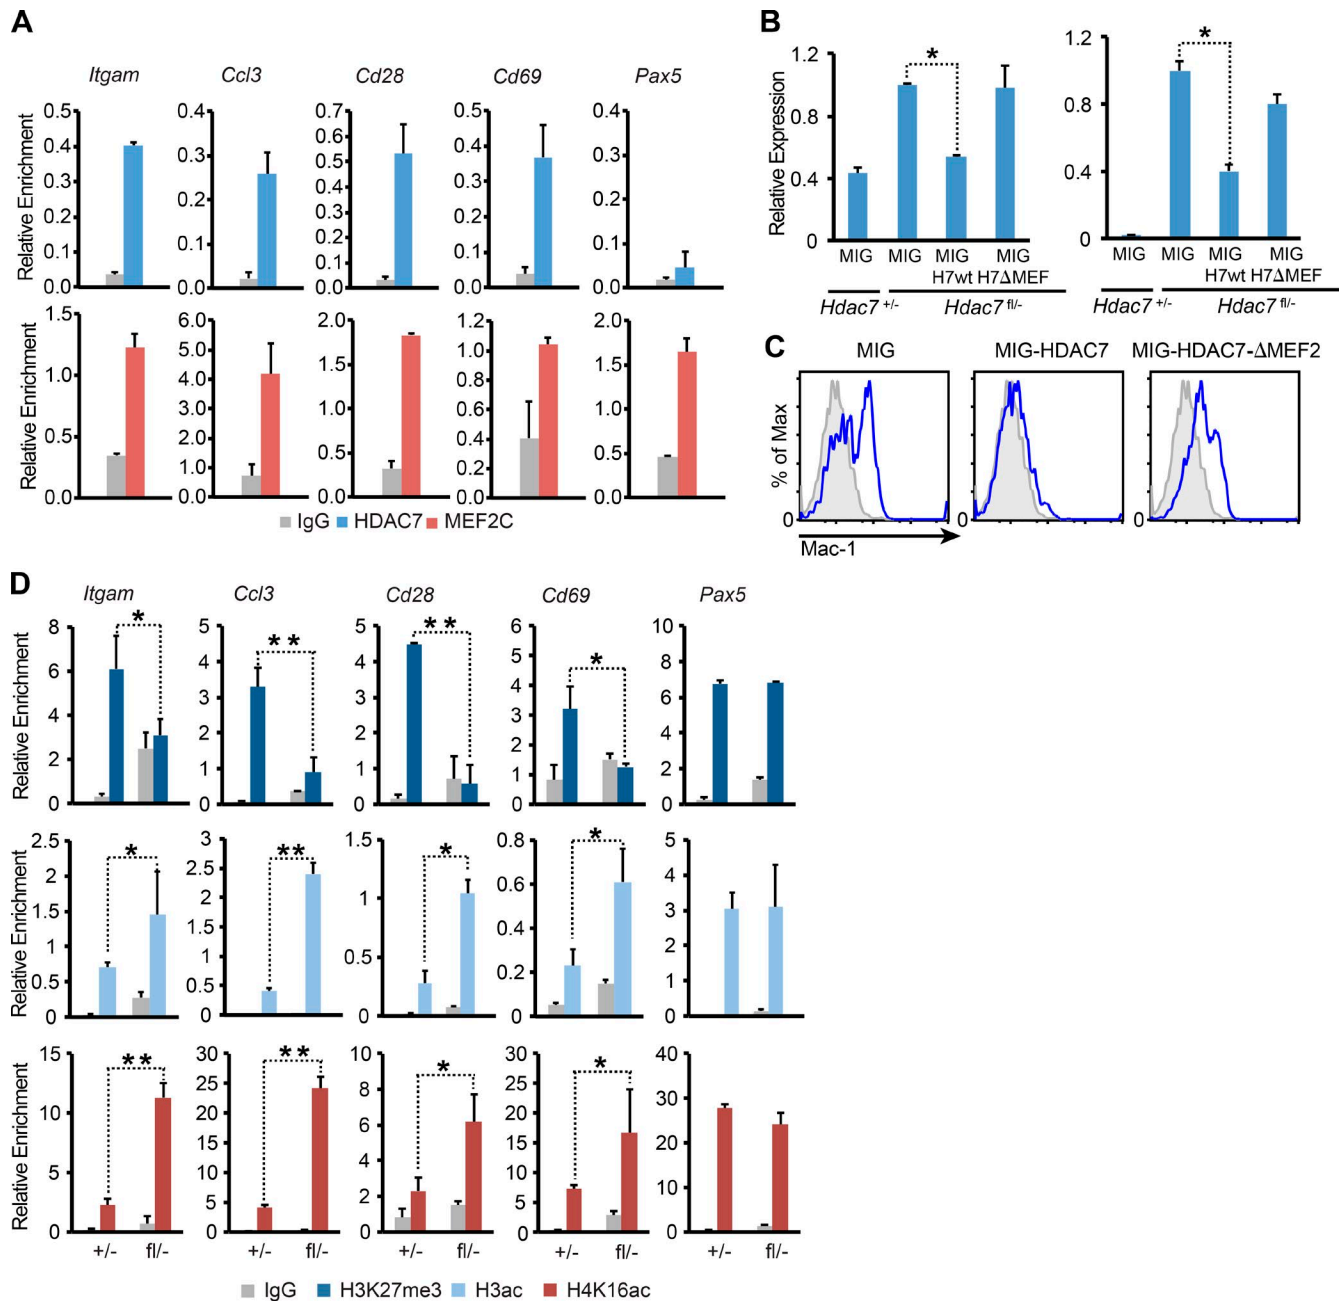 A
Itgam Ccl3 Cd28 Cd69 Pax5
Relative Enrichment
0.5 0.4 0.3 0.2 0.1 0.0
0.4 0.3 0.2 0.1 0.0
0.7 0.6 0.5 0.4 0.3 0.2 0.1 0.0
0.5 0.4 0.3 0.2 0.1 0.0
0.4 0.3 0.2 0.1 0
Relative Enrichment
1.5 1.0 0.5 0.0
6.0 5.0 4.0 3.0 2.0 1.0 0.0
2.0 1.5 1.0 0.5 0.0
1.2 1.0 0.8 0.6 0.4 0.2 0.0
2.0 1.5 1.0 0.5 0.0
IgG HDAC7 MEF2C
B
Relative Expression
1.2 0.8 0.4 0
*
MIG MIG MIG MIG
H7wt H7ΔMEF
Hdac7 +/- Hdac7 fl/-
1.2 0.8 0.4 0
*
MIG MIG MIG MIG
H7wt H7ΔMEF
Hdac7 +/- Hdac7 fl/-
C
MIG MIG-HDAC7 MIG-HDAC7-ΔMEF2
% of Max
0 0 0
Mac-1
D
Itgam Ccl3 Cd28 Cd69 Pax5
Relative Enrichment
8 6 4 2 0
*
5 4 3 2 1 0
**
5 4 3 2 1 0
**
6 5 4 3 2 1 0
*
10 8 6 4 2 0
Relative Enrichment
2.5 2 1.5 1 0.5 0
*
3 2.5 2 1.5 1 0.5 0
**
1.5 1 0.5 0
*
0.8 0.6 0.4 0.2 0
*
5 4 3 2 1 0
Relative Enrichment
15 10 5 0
**
30 25 20 15 10 5 0
**
10 8 6 4 2 0
*
30 25 20 15 10 5 0
*
40 30 20 10 0
+/- fl/- +/- fl/- +/- fl/- +/- fl/- +/- fl/-
IgG H3K27me3 H3ac H4K16ac